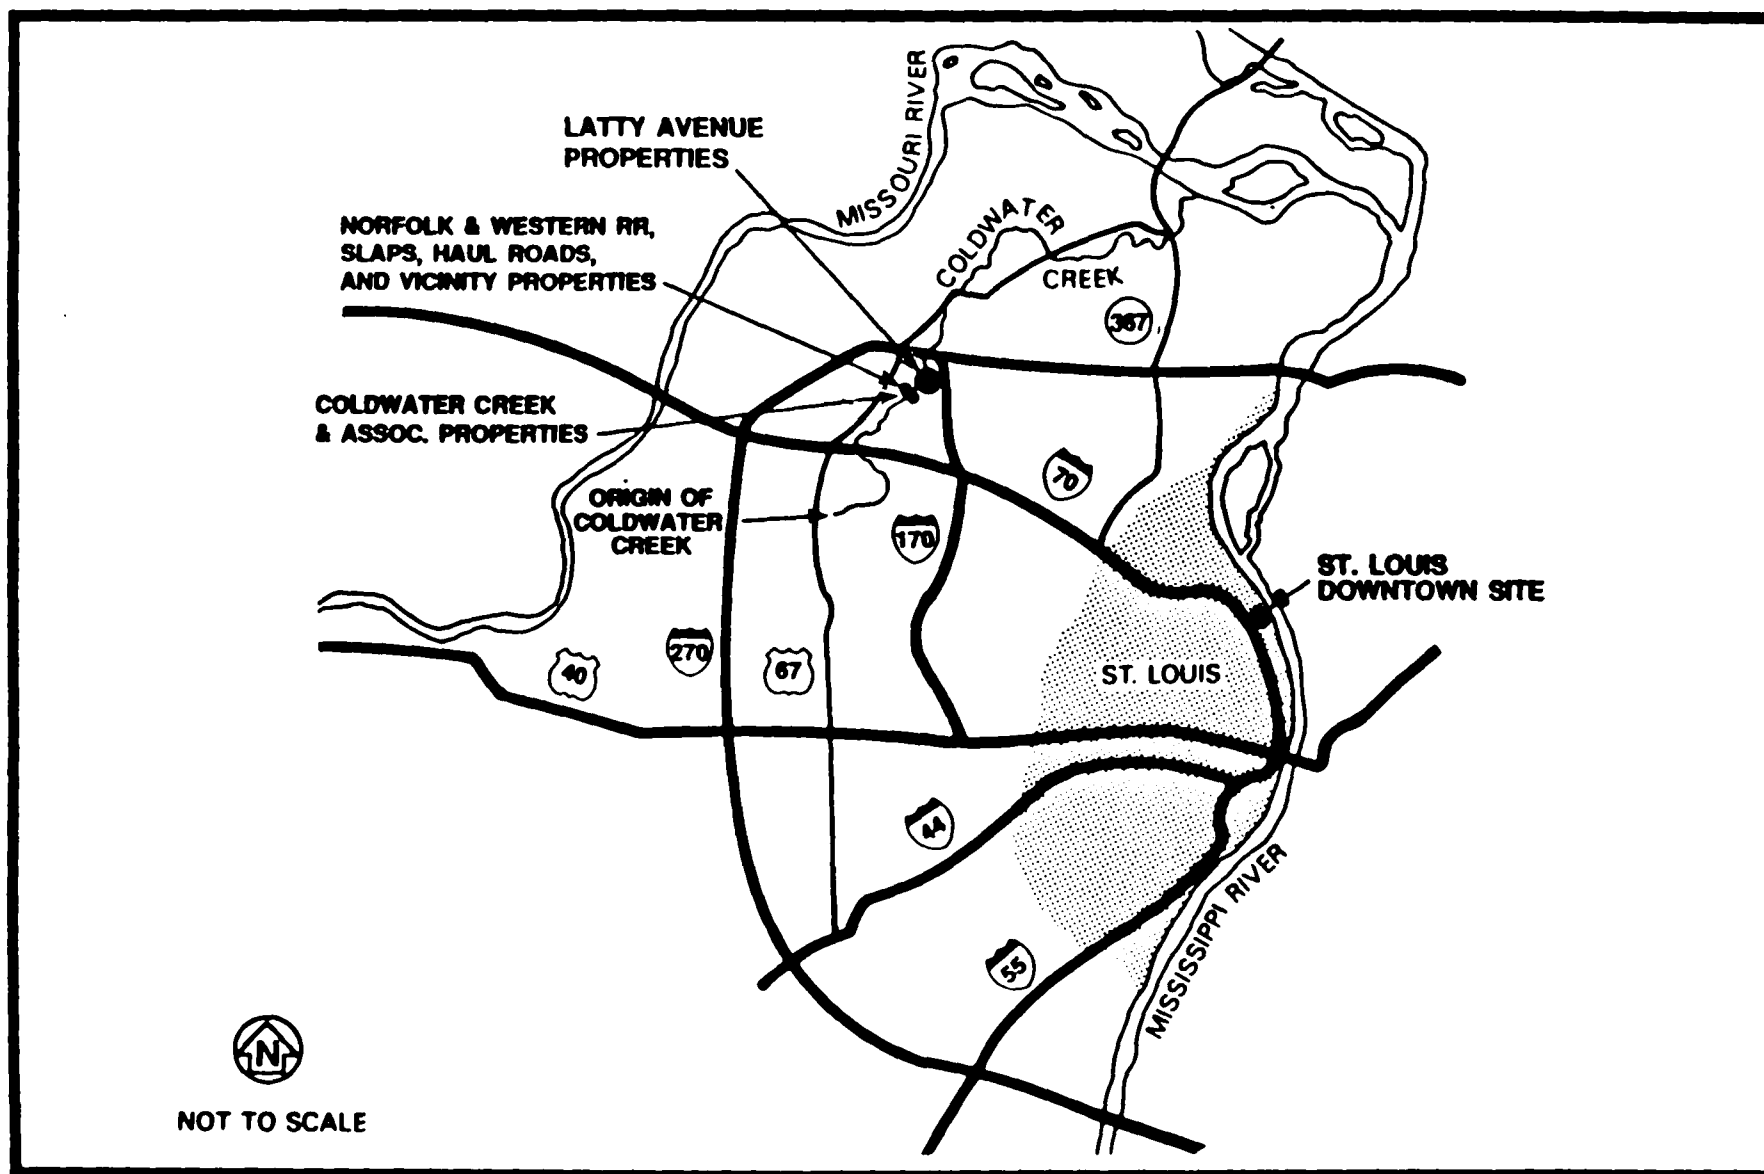 MISSOURI RIVER
LATTY AVENUE
PROPERTIES
NORFOLK & WESTERN RR,
SLAPS, HAUL ROADS,
AND VICINITY PROPERTIES
COLDWATER
CREEK
367
COLDWATER CREEK
& ASSOC. PROPERTIES
70
ORIGIN OF
COLDWATER
CREEK
170
ST. LOUIS
DOWNTOWN SITE
40
270
67
ST. LOUIS
44
55
MISSISSIPPI RIVER
N
NOT TO SCALE